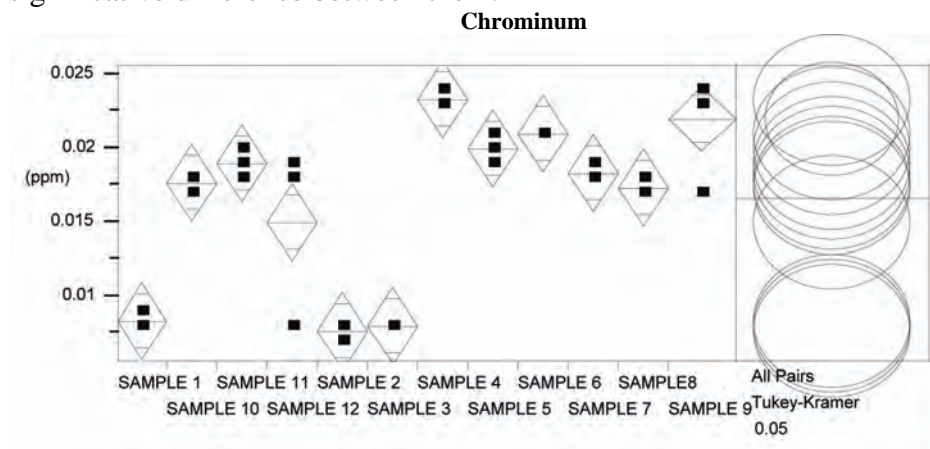 Chrominum
0.025
0.02
(ppm)
0.015
0.01
SAMPLE 1 SAMPLE 11 SAMPLE 2 SAMPLE 4 SAMPLE 6 SAMPLE8
SAMPLE 10 SAMPLE 12 SAMPLE 3 SAMPLE 5 SAMPLE 7 SAMPLE 9
All Pairs
Tukey-Kramer
0.05